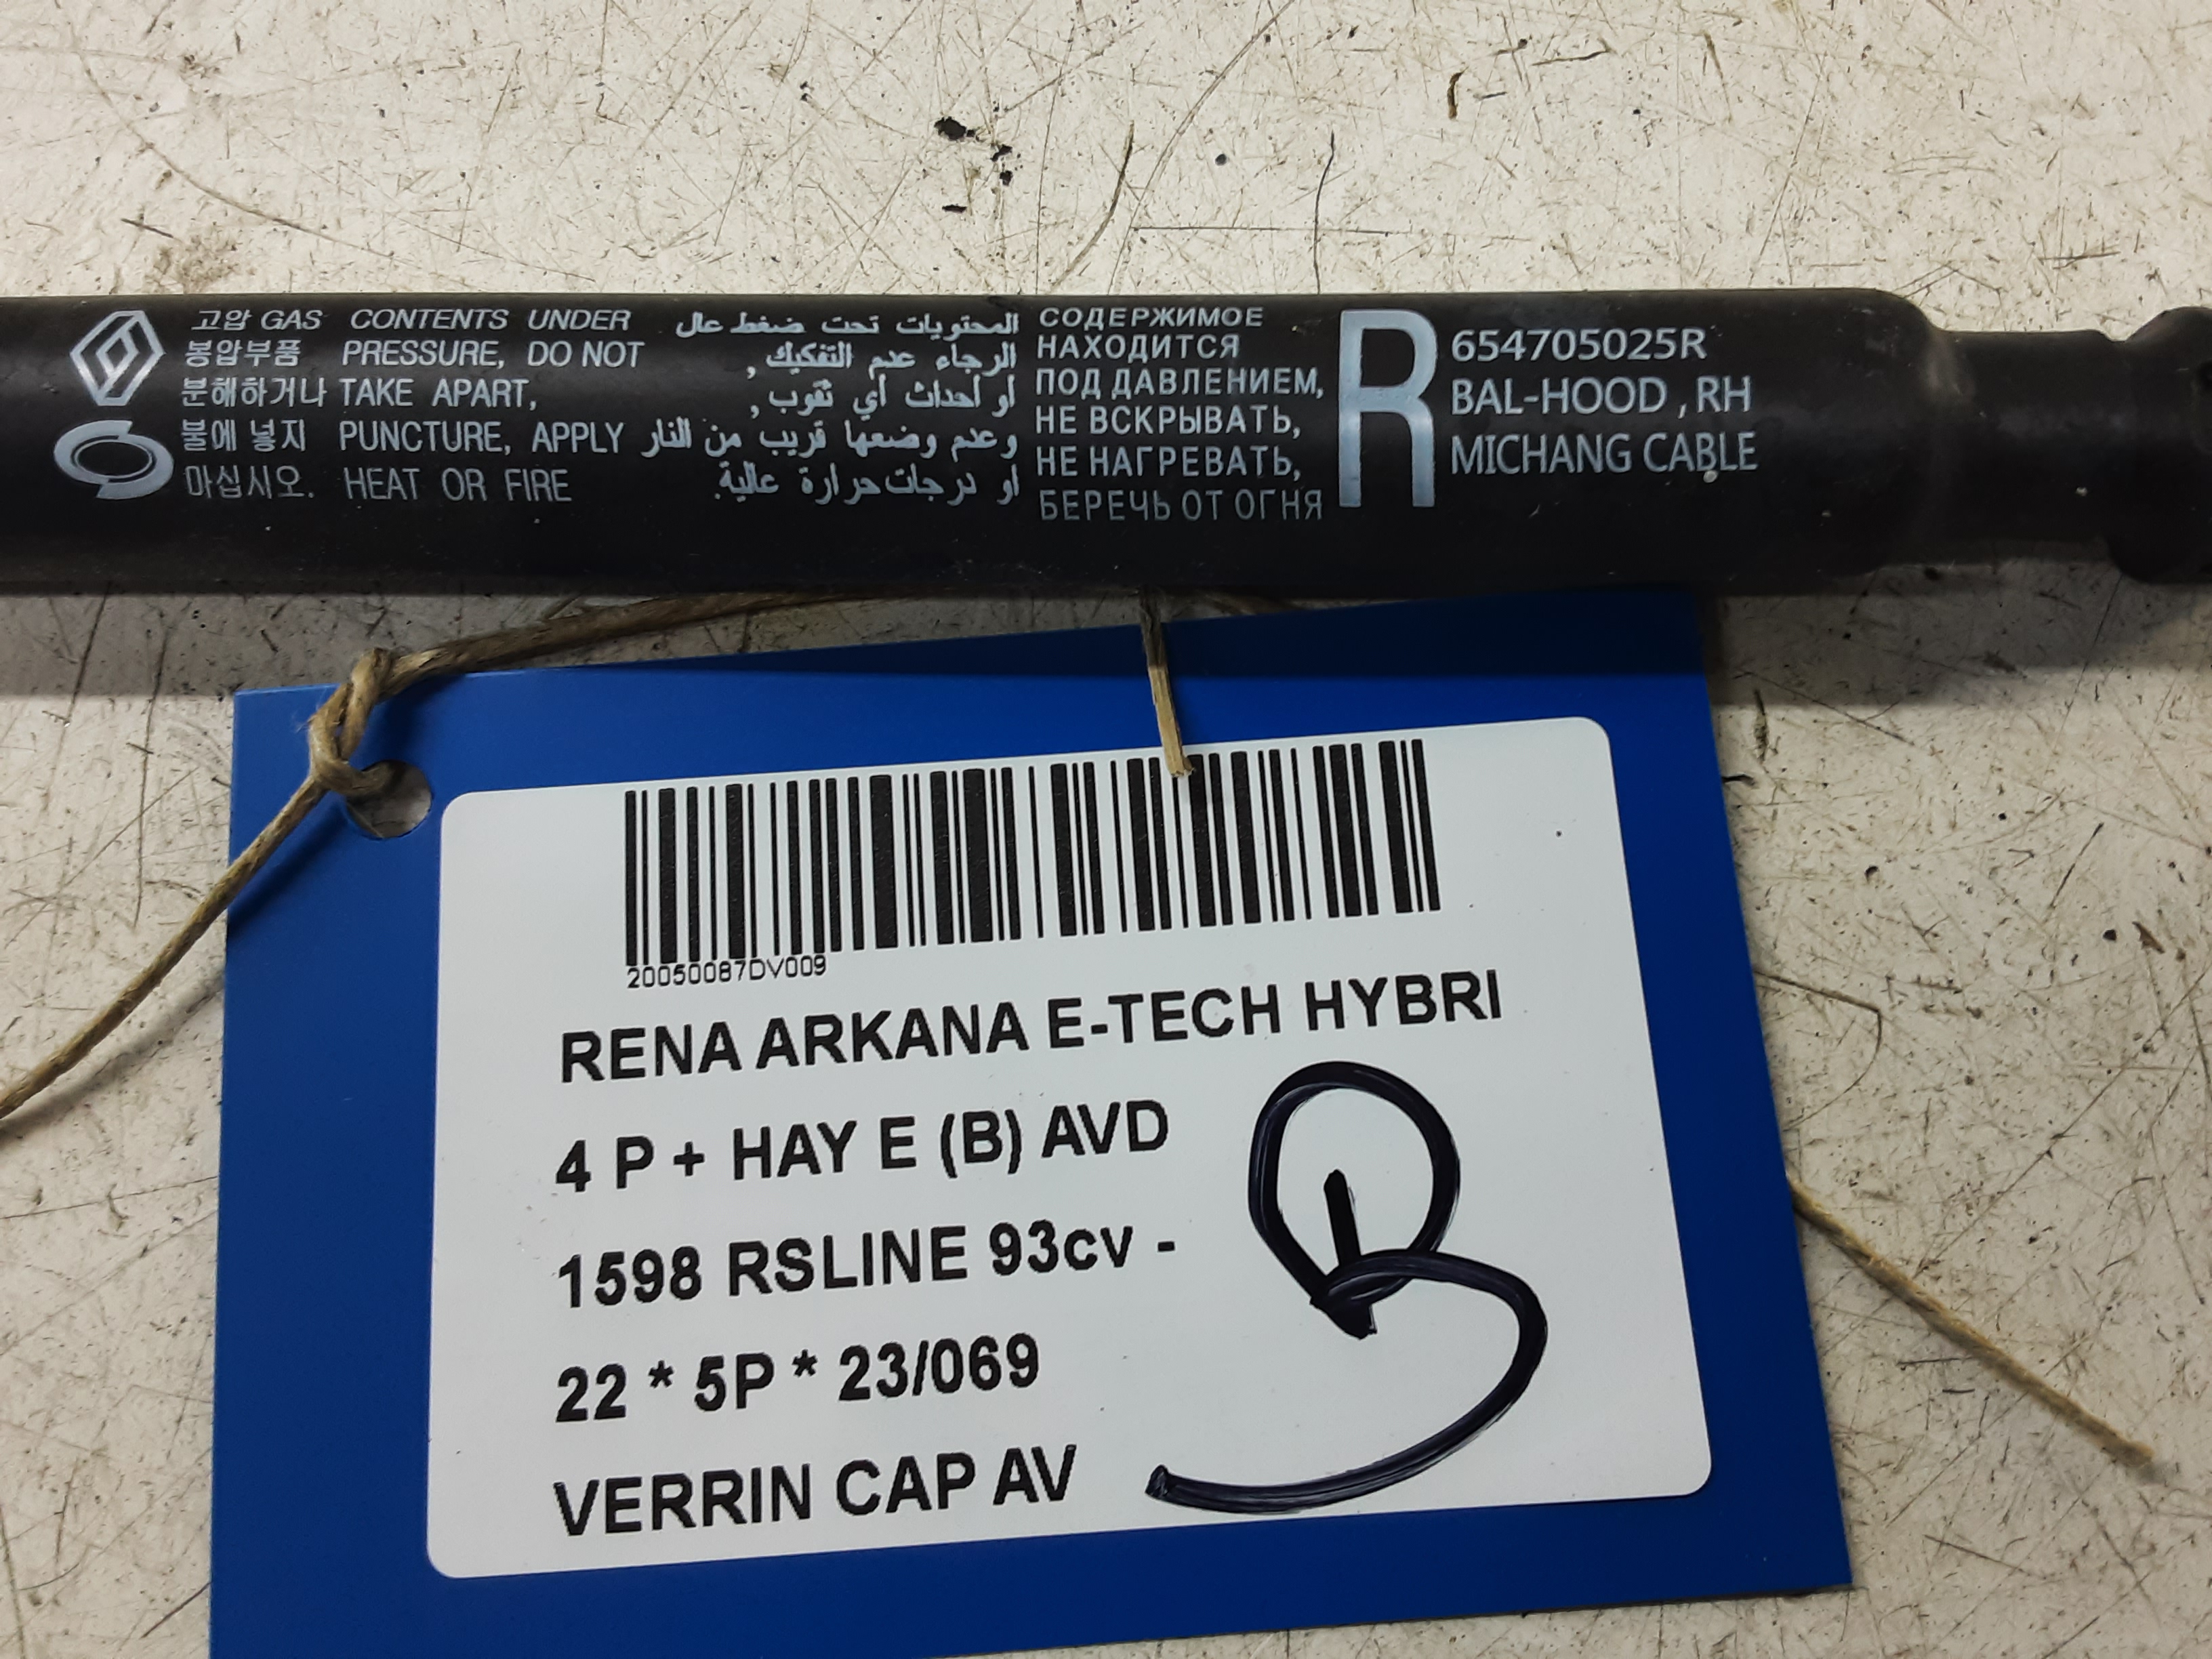 고압 GAS
봉압부품
분해하거나
불에 넣지
마십시오.
CONTENTS UNDER
PRESSURE, DO NOT
TAKE APART,
PUNCTURE, APPLY
HEAT OR FIRE
المحتويات تحت ضغط عال
الرجاء عدم التفكيك,
او أحداث أي ثقوب,
وعدم وضعها قريب من النار
او درجات حرارة عالية.
СОДЕРЖИМОЕ
НАХОДИТСЯ
ПОД ДАВЛЕНИЕМ,
НЕ ВСКРЫВАТЬ,
НЕ НАГРЕВАТЬ,
БЕРЕЧЬ ОТ ОГНЯ
R
654705025R
BAL-HOOD , RH
MICHANG CABLE
20050087DV009
RENA ARKANA E-TECH HYBRI
4 P + HAY E (B) AVD
1598 RSLINE 93cv -
22 * 5P * 23/069
VERRIN CAP AV
B